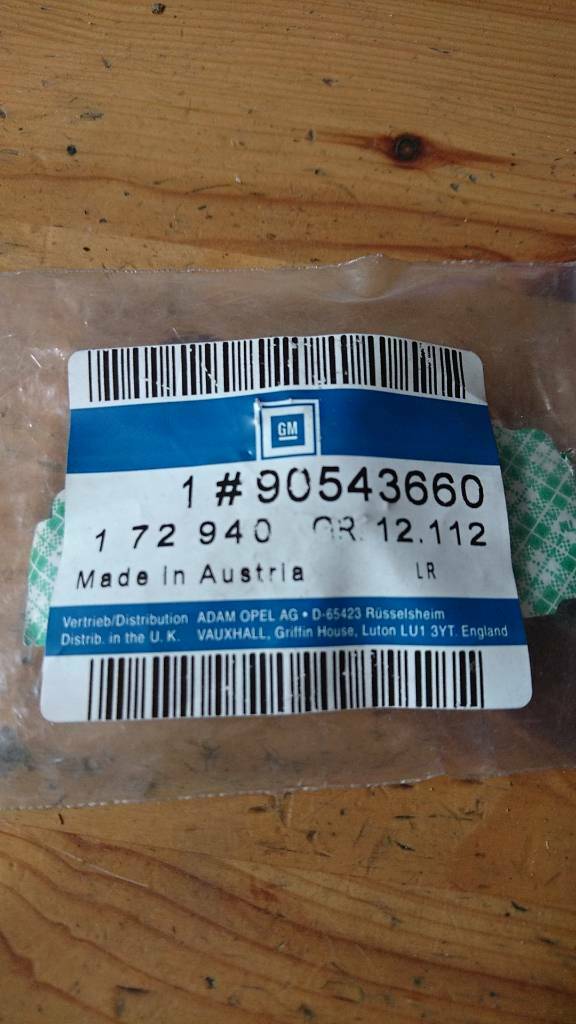 GM
1 # 90543660
1 72 940 GR. 12.112
Made in Austria LR
Vertrieb/Distribution ADAM OPEL AG • D-65423 Rüsselsheim
Distrib. in the U. K. VAUXHALL, Griffin House, Luton LU1 3YT. England